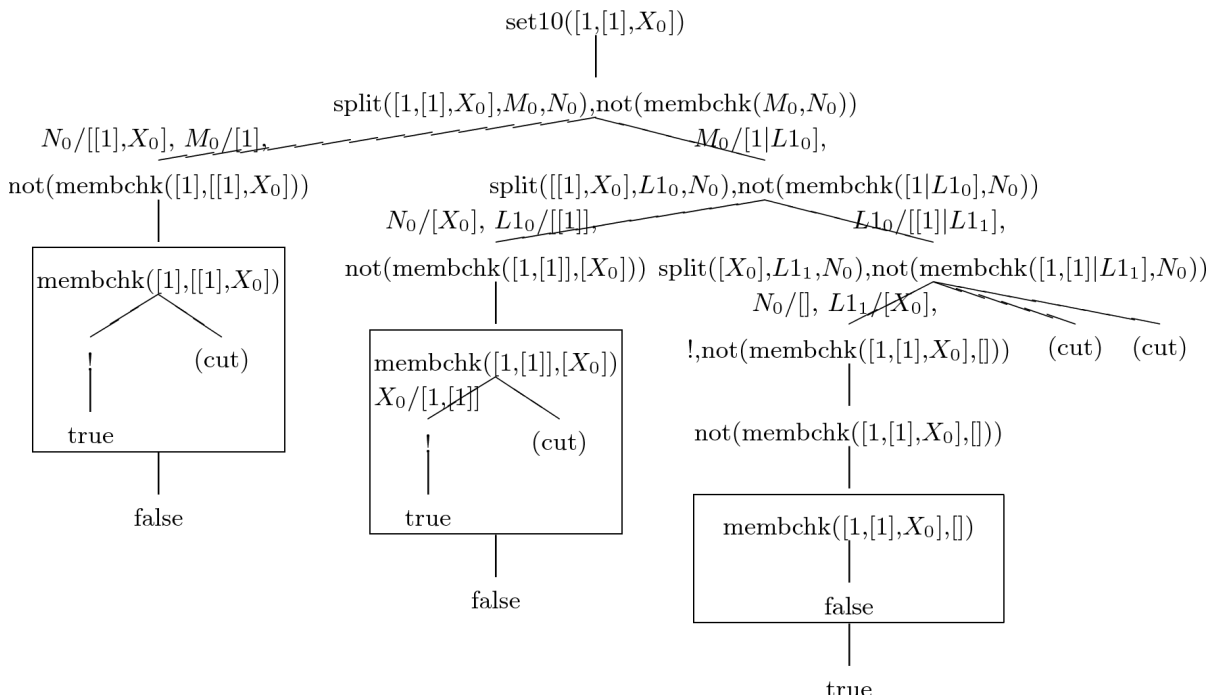 set10([1,[1],X₀])
split([1,[1],X₀],M₀,N₀),not(membchk(M₀,N₀))
N₀/[[1],X₀], M₀/[1], M₀/[1|L1₀],
not(membchk([1],[[1],X₀])) split([[1],X₀],L1₀,N₀),not(membchk([1|L1₀],N₀))
N₀/[X₀], L1₀/[[1]], L1₀/[[1]|L1₁],
membchk([1],[[1],X₀]) not(membchk([1,[1]],[X₀])) split([X₀],L1₁,N₀),not(membchk([1,[1]|L1₁],N₀))
N₀/[], L1₁/[X₀],
! (cut) membchk([1,[1]],[X₀]) !,not(membchk([1,[1],X₀],[])) (cut) (cut)
X₀/[1,[1]]
true ! (cut) not(membchk([1,[1],X₀],[]))
false true membchk([1,[1],X₀],[])
false false
true